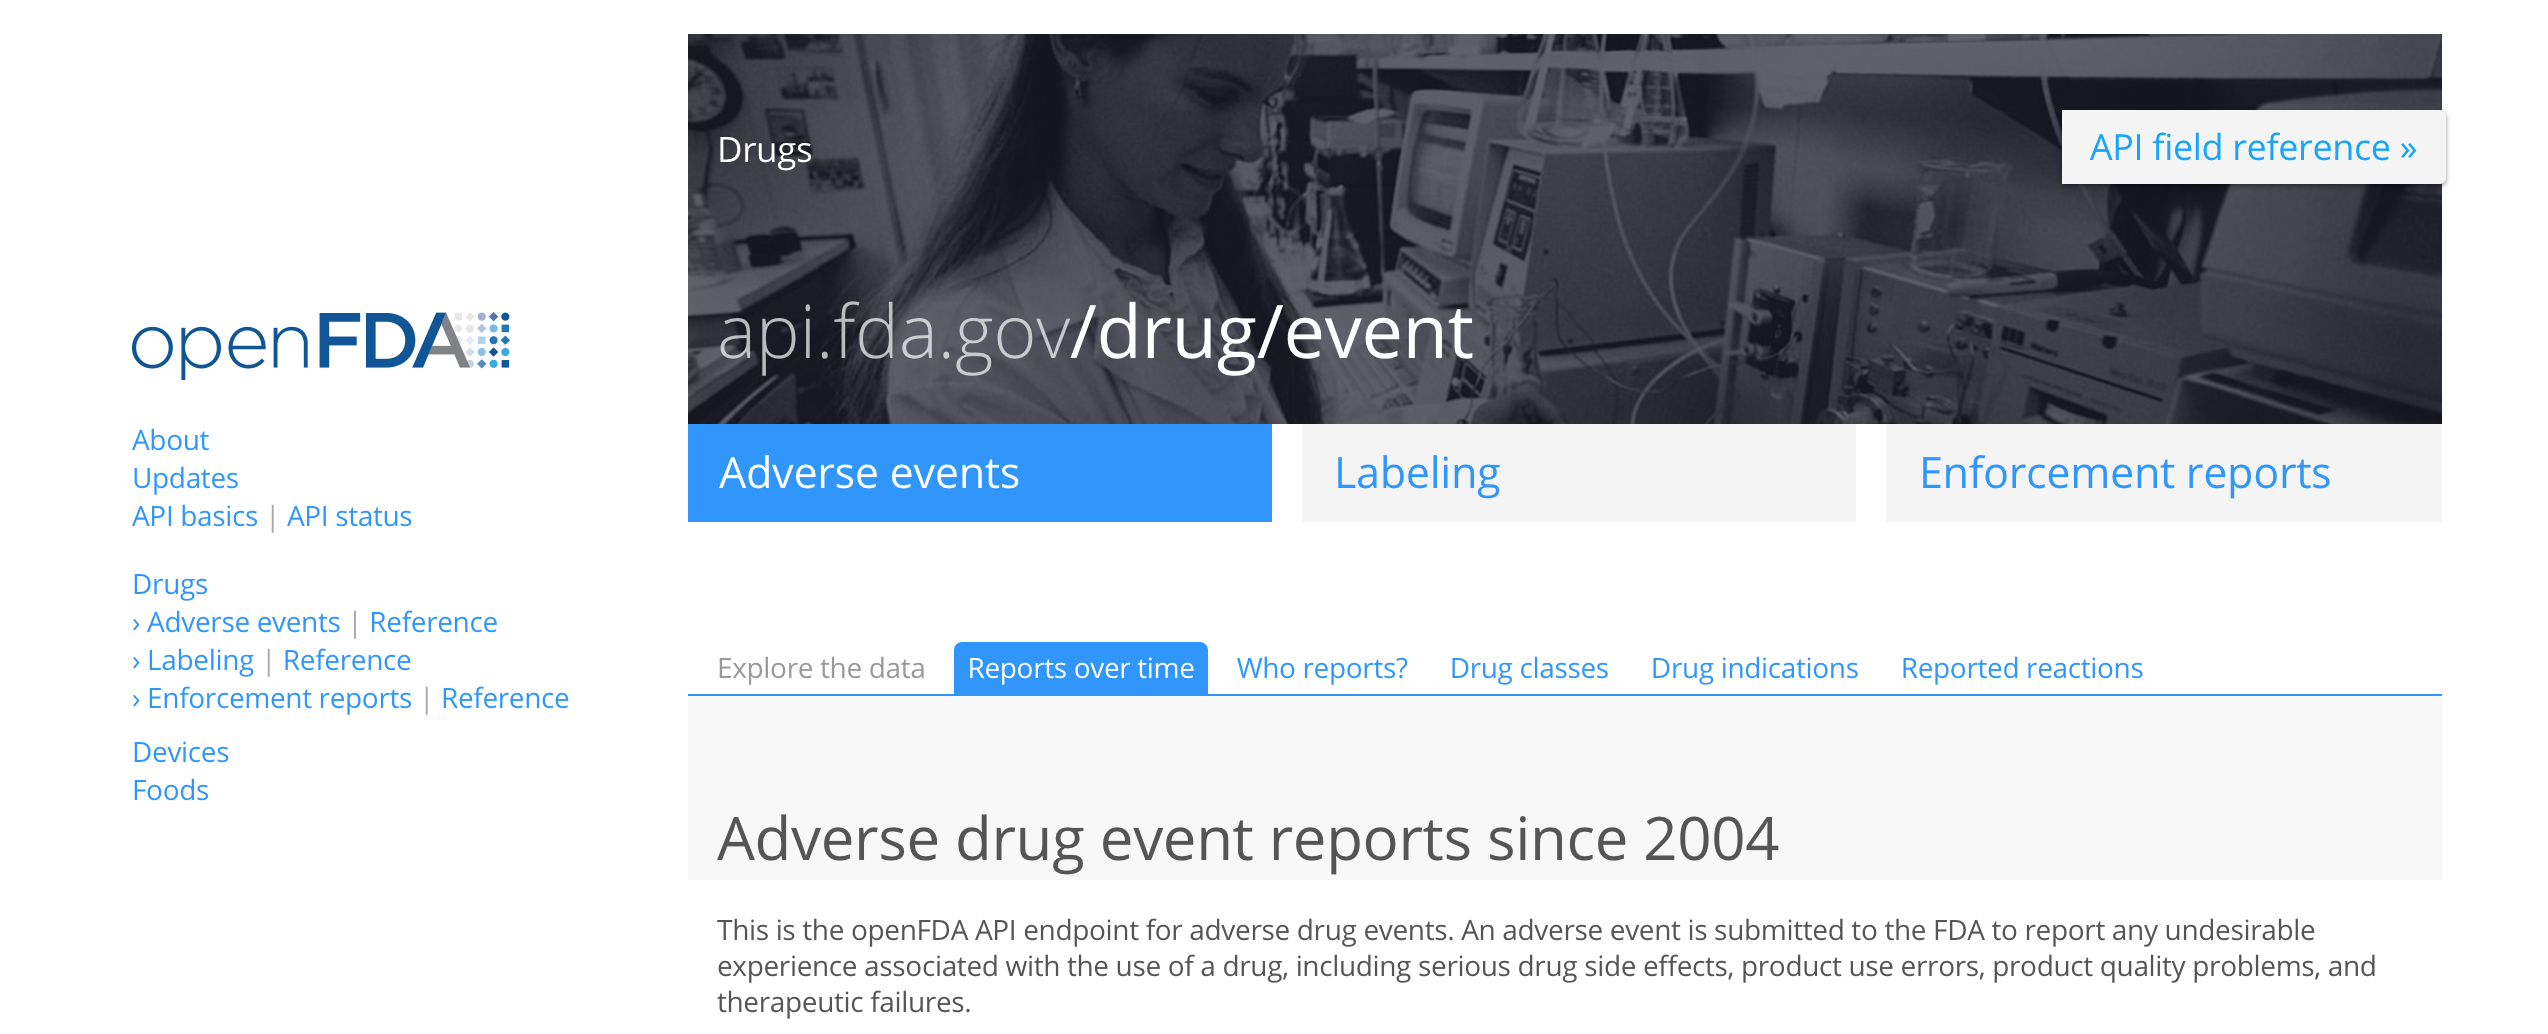 openFDA
About
Updates
API basics | API status
Drugs
› Adverse events | Reference
› Labeling | Reference
› Enforcement reports | Reference
Devices
Foods
Drugs
API field reference »
api.fda.gov/drug/event
Adverse events
Labeling
Enforcement reports
Explore the data Reports over time Who reports? Drug classes Drug indications Reported reactions
Adverse drug event reports since 2004
This is the openFDA API endpoint for adverse drug events. An adverse event is submitted to the FDA to report any undesirable
experience associated with the use of a drug, including serious drug side effects, product use errors, product quality problems, and
therapeutic failures.